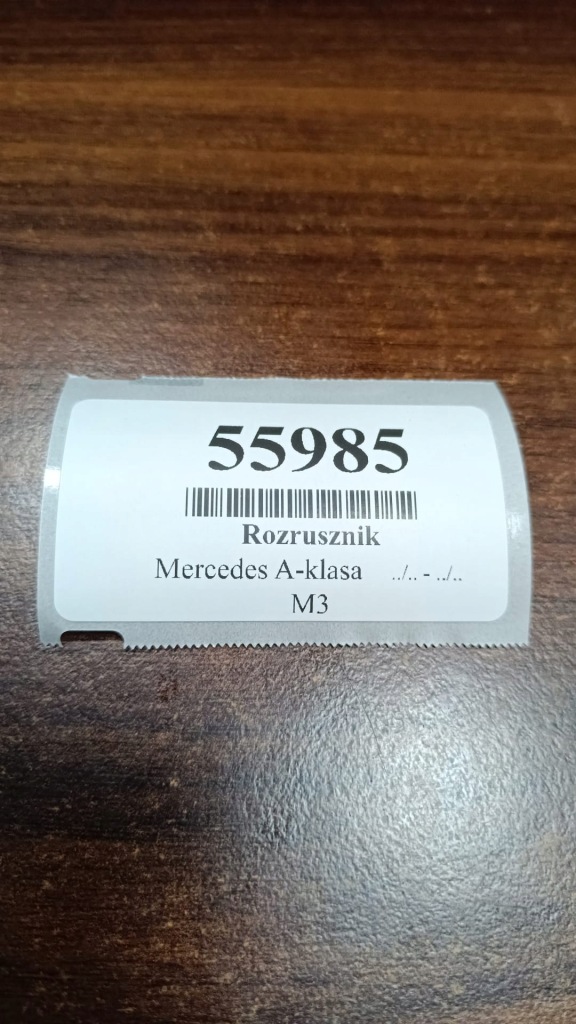 55985
Rozrusznik
Mercedes A-klasa ../.. - ../..
M3